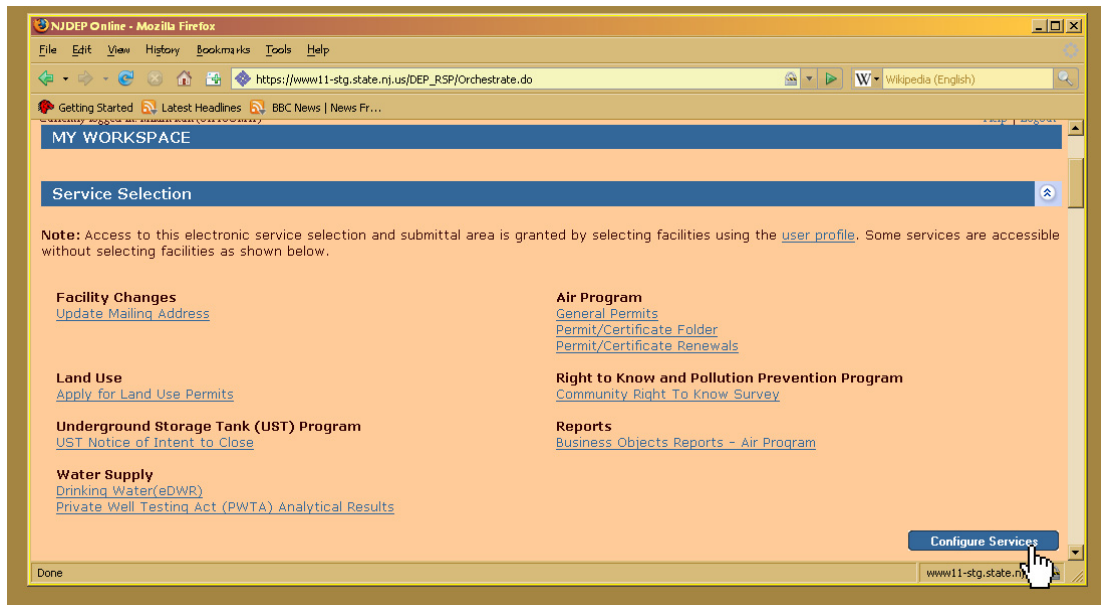 NJDEP Online - Mozilla Firefox
File Edit View History Bookmarks Tools Help
https://www11-stg.state.nj.us/DEP_RSP/Orchestrate.do W Wikipedia (English)
Getting Started Latest Headlines BBC News | News Fr...
MY WORKSPACE
Service Selection
Note: Access to this electronic service selection and submittal area is granted by selecting facilities using the user profile. Some services are accessible
without selecting facilities as shown below.
Facility Changes
Update Mailing Address
Air Program
General Permits
Permit/Certificate Folder
Permit/Certificate Renewals
Land Use
Apply for Land Use Permits
Right to Know and Pollution Prevention Program
Community Right To Know Survey
Underground Storage Tank (UST) Program
UST Notice of Intent to Close
Reports
Business Objects Reports - Air Program
Water Supply
Drinking Water(eDWR)
Private Well Testing Act (PWTA) Analytical Results
Configure Services
Done www11-stg.state.nj